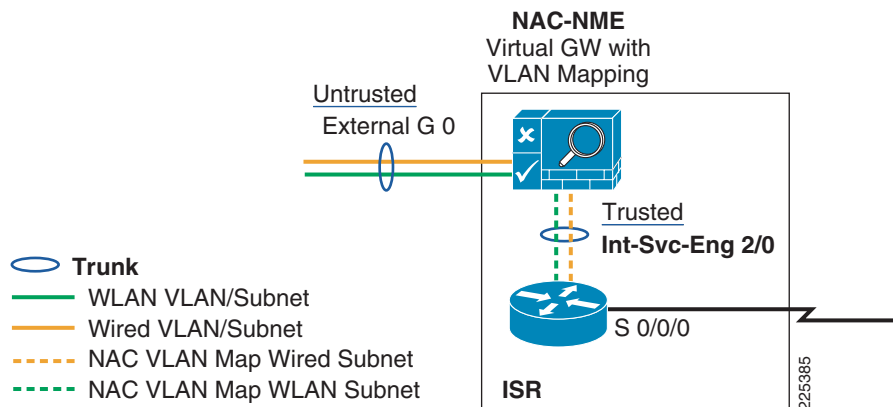 NAC-NME
Virtual GW with
VLAN Mapping
Untrusted
External G 0
Trusted
Int-Svc-Eng 2/0
Trunk
WLAN VLAN/Subnet
Wired VLAN/Subnet
NAC VLAN Map Wired Subnet
NAC VLAN Map WLAN Subnet
S 0/0/0
ISR
225385